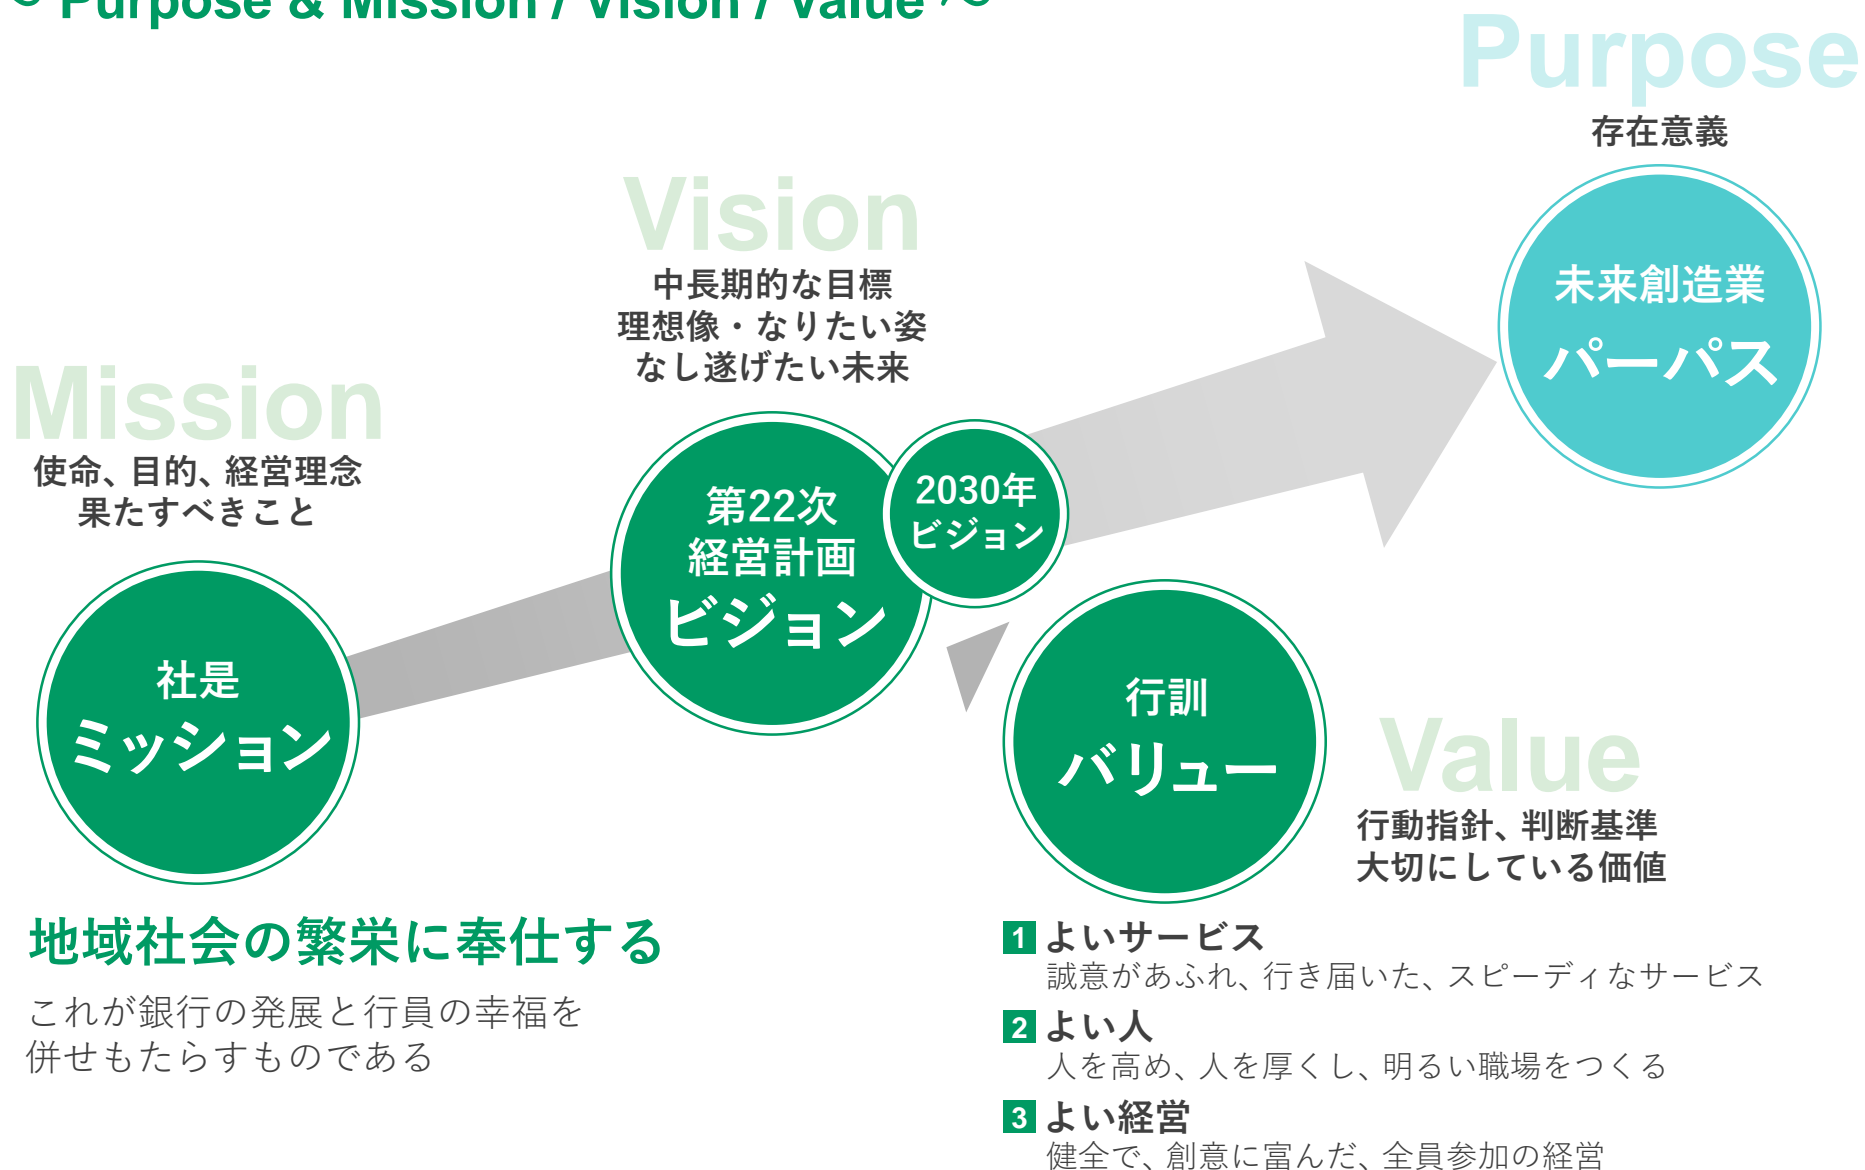 ～ Purpose & Mission / Vision / Value ～
Purpose
存在意義
未来創造業
パーパス
Vision
中長期的な目標
理想像・なりたい姿
なし遂げたい未来
第22次
経営計画
ビジョン
2030年
ビジョン
Mission
使命、目的、経営理念
果たすべきこと
社是
ミッション
地域社会の繁栄に奉仕する
これが銀行の発展と行員の幸福を
併せもたらすものである
行訓
バリュー
Value
行動指針、判断基準
大切にしている価値
1 よいサービス
誠意があふれ、行き届いた、スピーディなサービス
2 よい人
人を高め、人を厚くし、明るい職場をつくる
3 よい経営
健全で、創意に富んだ、全員参加の経営